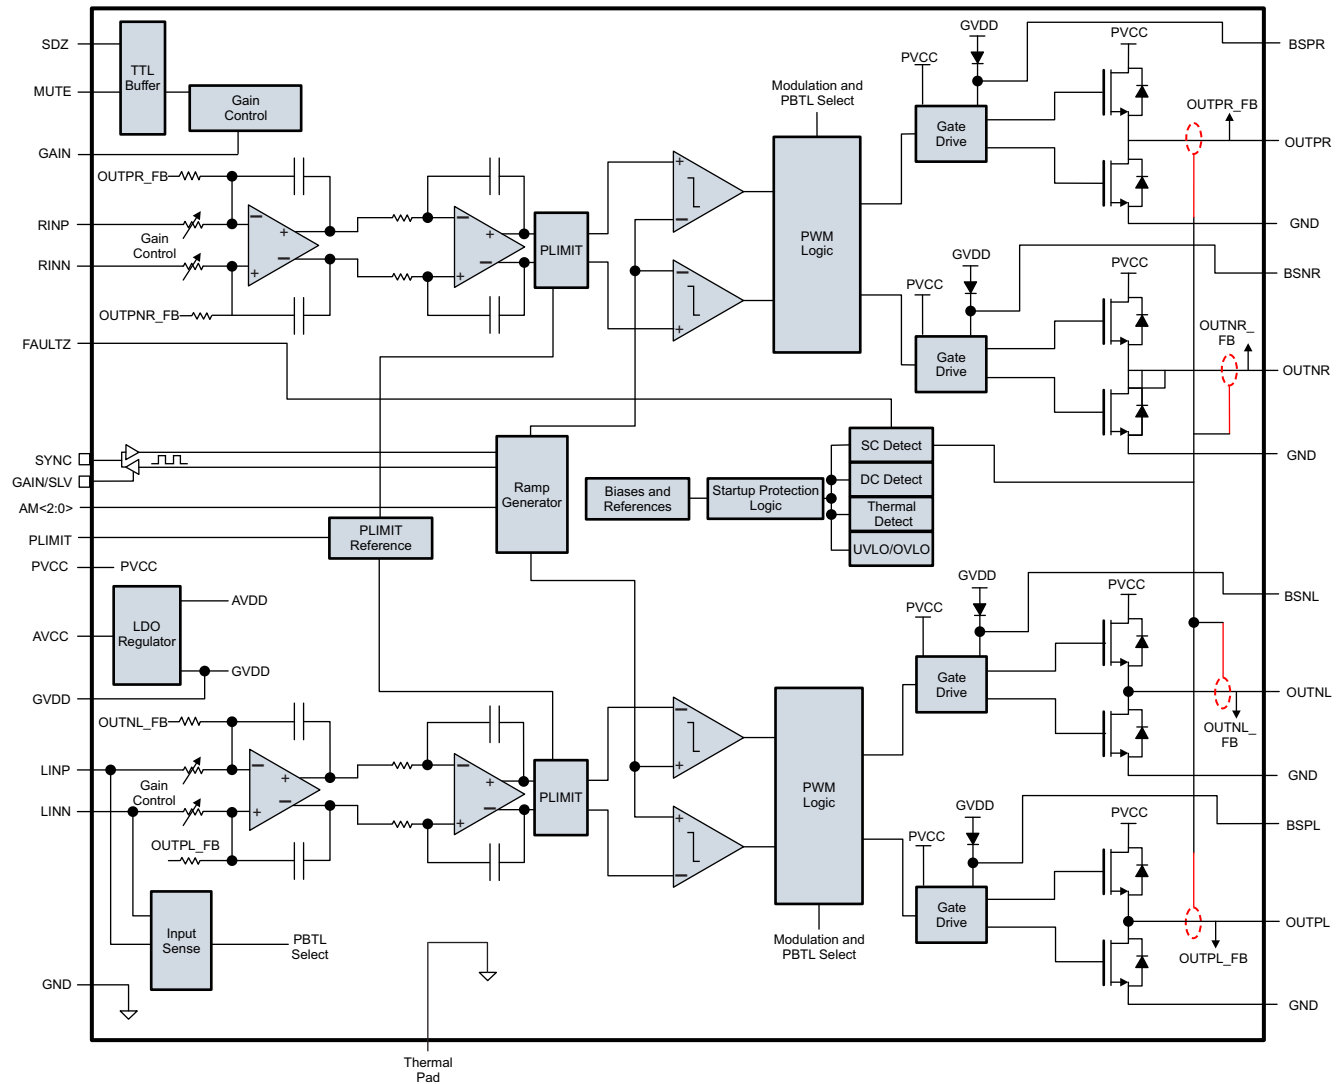 SDZ
MUTE
GAIN
TTL
Buffer
Gain
Control
OUTPR_FB
RINP
Gain
Control
RINN
OUTPNR_FB
FAULTZ
PLIMIT
Modulation and
PBTL Select
PWM
Logic
PVCC
GVDD
Gate
Drive
PVCC
OUTPR_FB
BSPR
OUTPR
GND
PVCC
GVDD
Gate
Drive
PVCC
OUTNR_
FB
BSNR
OUTNR
GND
SYNC
GAIN/SLV
AM<2:0>
PLIMIT
PVCC
PVCC
PLIMIT
Reference
Ramp
Generator
Biases and
References
Startup Protection
Logic
SC Detect
DC Detect
Thermal
Detect
UVLO/OVLO
AVCC
LDO
Regulator
AVDD
GVDD
GVDD
OUTNL_FB
LINP
Gain
Control
LINN
OUTPL_FB
PLIMIT
PWM
Logic
Modulation and
PBTL Select
PVCC
GVDD
Gate
Drive
PVCC
BSNL
OUTNL
OUTNL_
FB
GND
PVCC
GVDD
Gate
Drive
PVCC
BSPL
OUTPL
OUTPL_FB
GND
Input
Sense
PBTL
Select
GND
Thermal
Pad